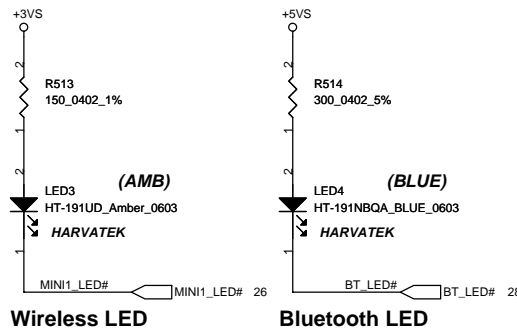 +3VS
2
R513
150_0402_1%
1
2
(AMB)
LED3
HT-191UD_Amber_0603
HARVATEK
1
MINI1_LED#
MINI1_LED# 26
Wireless LED
+5VS
2
R514
300_0402_5%
1
2
(BLUE)
LED4
HT-191NBQA_BLUE_0603
HARVATEK
1
BT_LED#
BT_LED# 28
Bluetooth LED